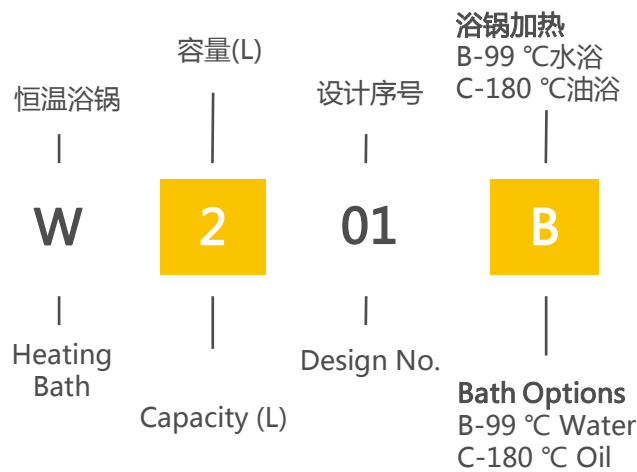 浴锅加热
容量(L)
B-99 ℃水浴
恒温浴锅
设计序号
C-180 ℃油浴
W
2
01
B
Heating
Bath
Design No.
Capacity (L)
Bath Options
B-99 ℃ Water
C-180 ℃ Oil